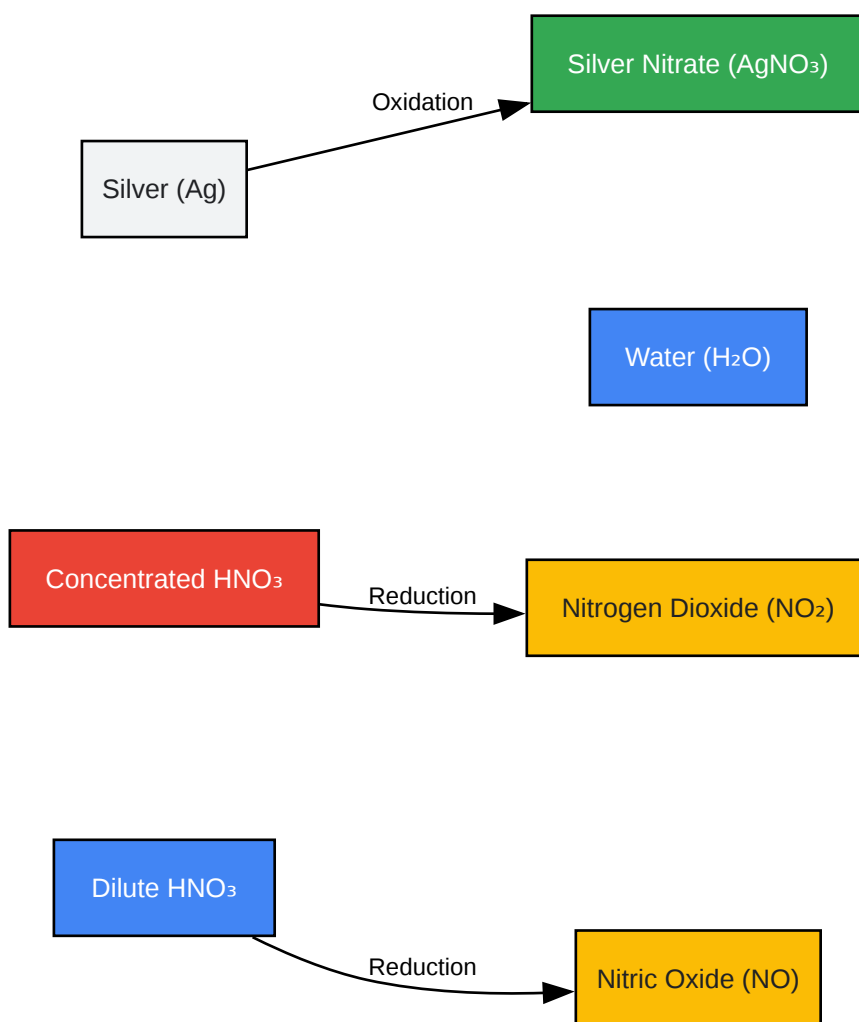 Silver Nitrate (AgNO₃)
Oxidation
Silver (Ag)
Water (H₂O)
Concentrated HNO₃
Reduction
Nitrogen Dioxide (NO₂)
Dilute HNO₃
Reduction
Nitric Oxide (NO)